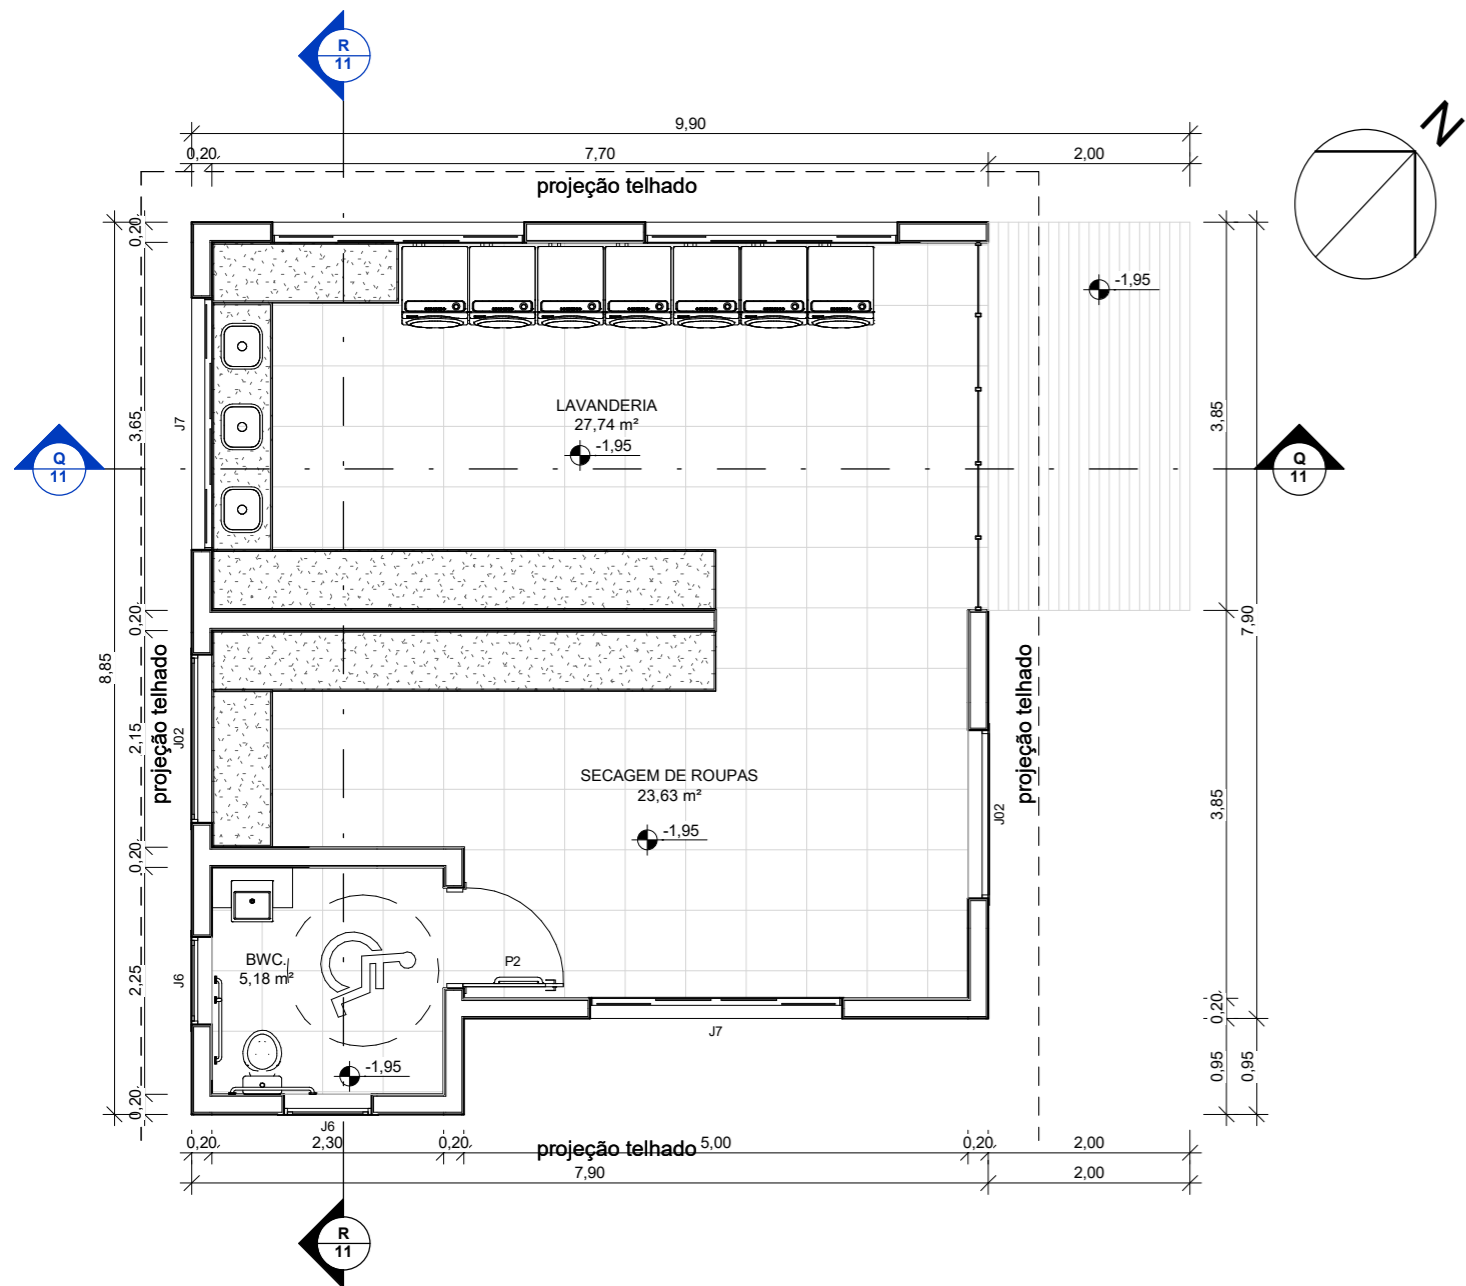 R
11
N
9,90
0,20
7,70
2,00
projeção telhado
0,20
-1,95
LAVANDERIA
27,74 m²
-1,95
3,65
J7
3,85
Q
11
Q
11
0,20
7,90
8,85
projeção telhado
J02
2,15
projeção telhado
SECAGEM DE ROUPAS
23,63 m²
-1,95
J02
3,85
0,20
BWC.
5,18 m²
P2
2,25
J6
0,20
J7
-1,95
0,95
0,95
0,20
J6
0,20
2,30
0,20
projeção telhado
5,00
0,20
2,00
7,90
2,00
R
11